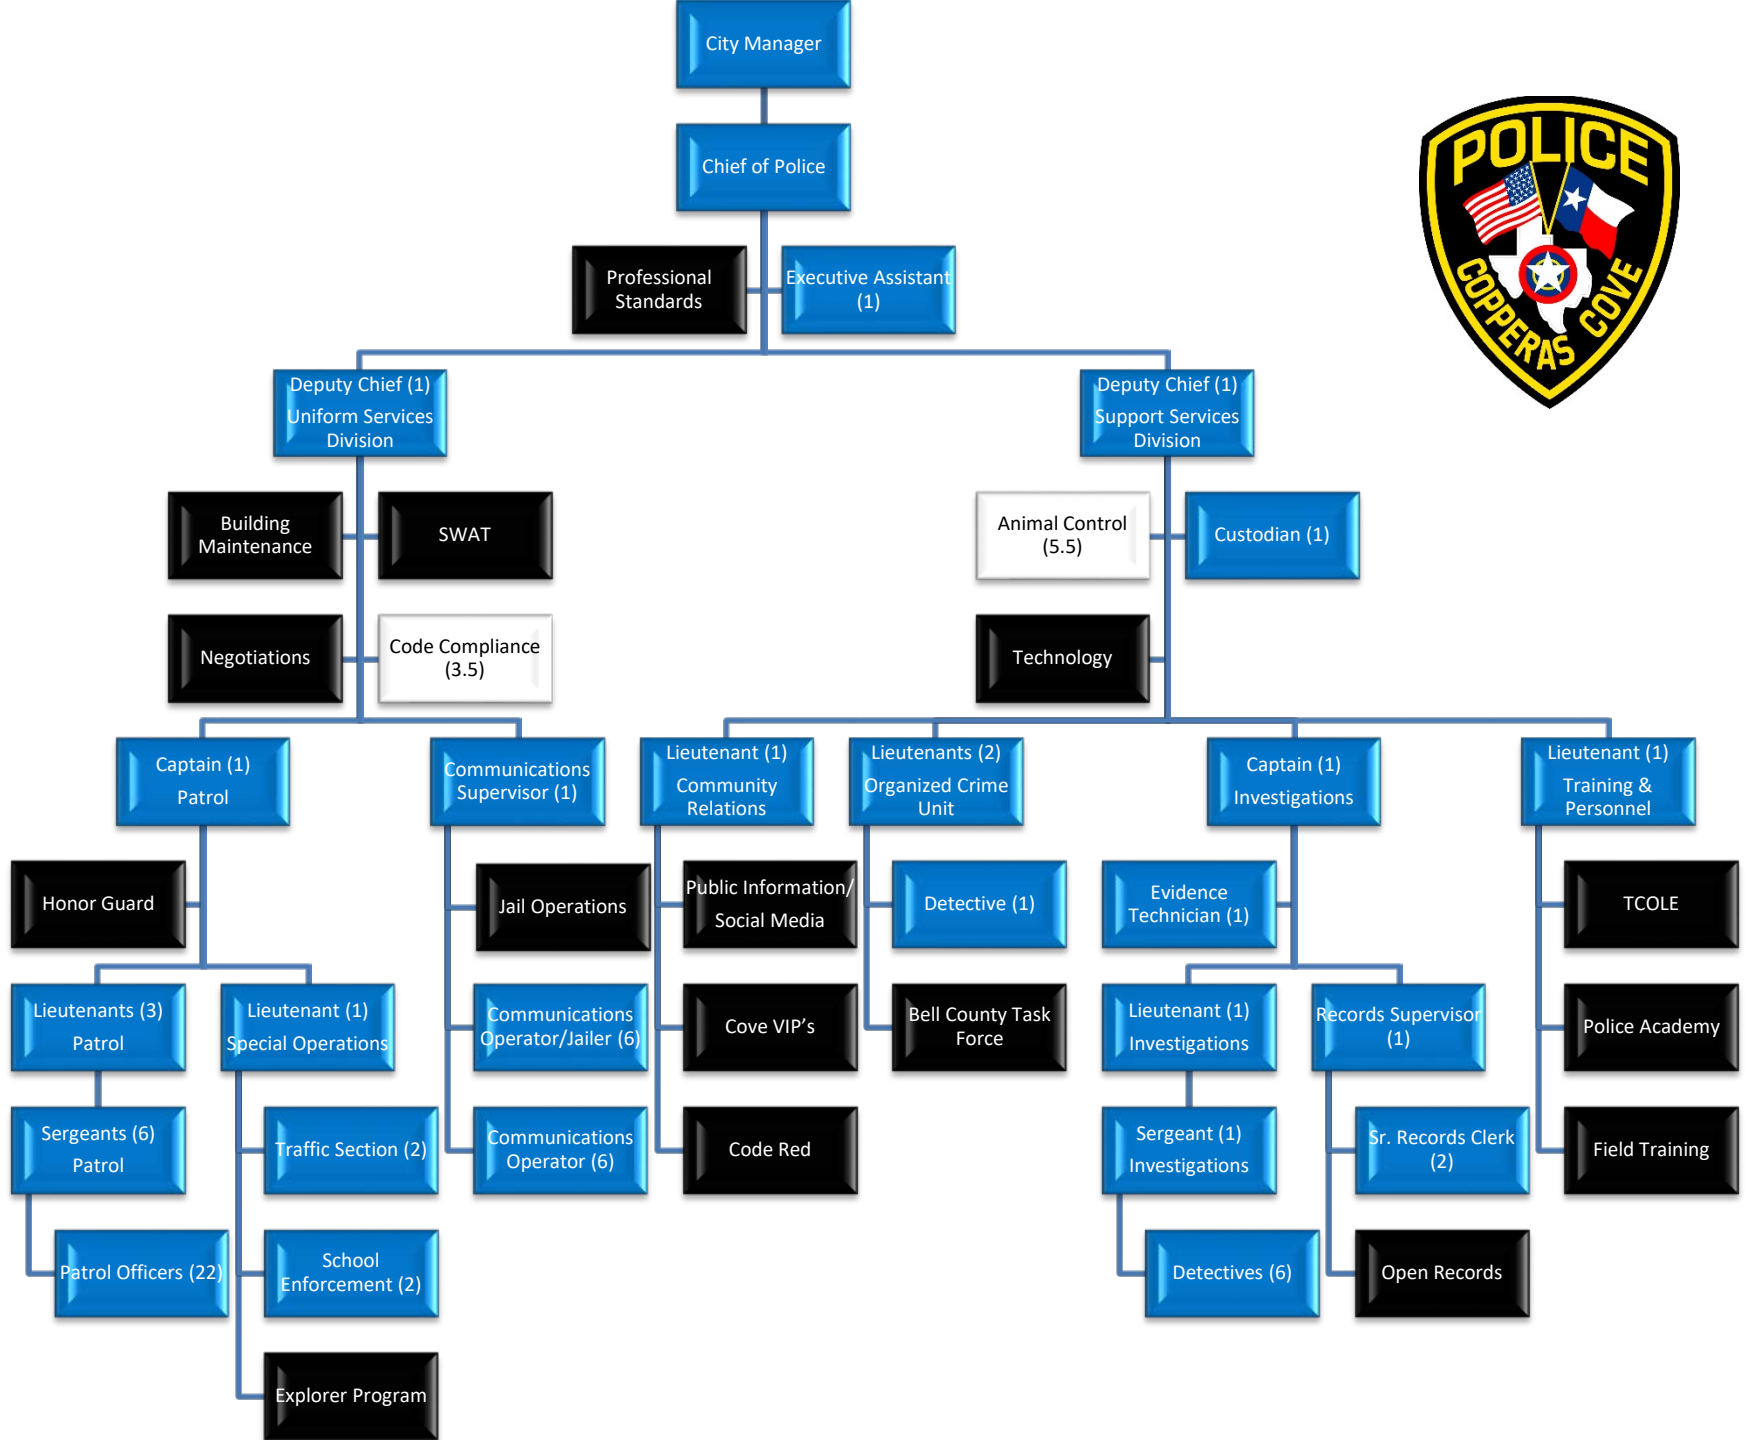 City Manager
POLICE
COPPERAS
COVE
Chief of Police
Professional
Standards
Executive Assistant
(1)
Deputy Chief (1)
Uniform Services
Division
Deputy Chief (1)
Support Services
Division
Building
Maintenance
SWAT
Animal Control
(5.5)
Custodian (1)
Negotiations
Code Compliance
(3.5)
Technology
Captain (1)
Patrol
Communications
Supervisor (1)
Lieutenant (1)
Community
Relations
Lieutenants (2)
Organized Crime
Unit
Captain (1)
Investigations
Lieutenant (1)
Training &
Personnel
Honor Guard
Jail Operations
Public Information/
Social Media
Detective (1)
Evidence
Technician (1)
TCOLE
Lieutenants (3)
Patrol
Lieutenant (1)
Special Operations
Communications
Operator/Jailer (6)
Cove VIP’s
Bell County Task
Force
Lieutenant (1)
Investigations
Records Supervisor
(1)
Police Academy
Sergeants (6)
Patrol
Traffic Section (2)
Communications
Operator (6)
Code Red
Sergeant (1)
Investigations
Sr. Records Clerk
(2)
Field Training
Patrol Officers (22)
School
Enforcement (2)
Detectives (6)
Open Records
Explorer Program